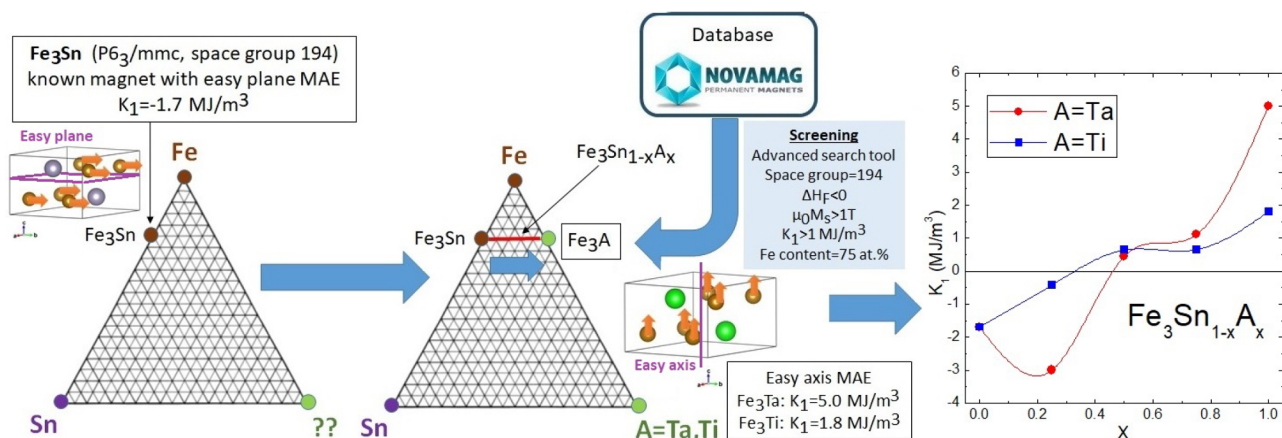 Fe3Sn (P63/mmc, space group 194)
known magnet with easy plane MAE
K1=-1.7 MJ/m3
Easy plane
Fe
Fe3Sn
Sn
??
Fe3Sn1-xAx
Fe
Fe3Sn
Fe3A
Sn
A=Ta,Ti
Database
NOVAMAG
PERMANENT MAGNETS
Screening
Advanced search tool
Space group=194
ΔHF<0
μ0Ms>1T
K1>1 MJ/m3
Fe content=75 at.%
Easy axis
Easy axis MAE
Fe3Ta: K1=5.0 MJ/m3
Fe3Ti: K1=1.8 MJ/m3
6
5
4
3
2
1
0
-1
-2
-3
-4
K1 (MJ/m3)
A=Ta
A=Ti
Fe3Sn1-xAx
0.0 0.2 0.4 0.6 0.8 1.0
X